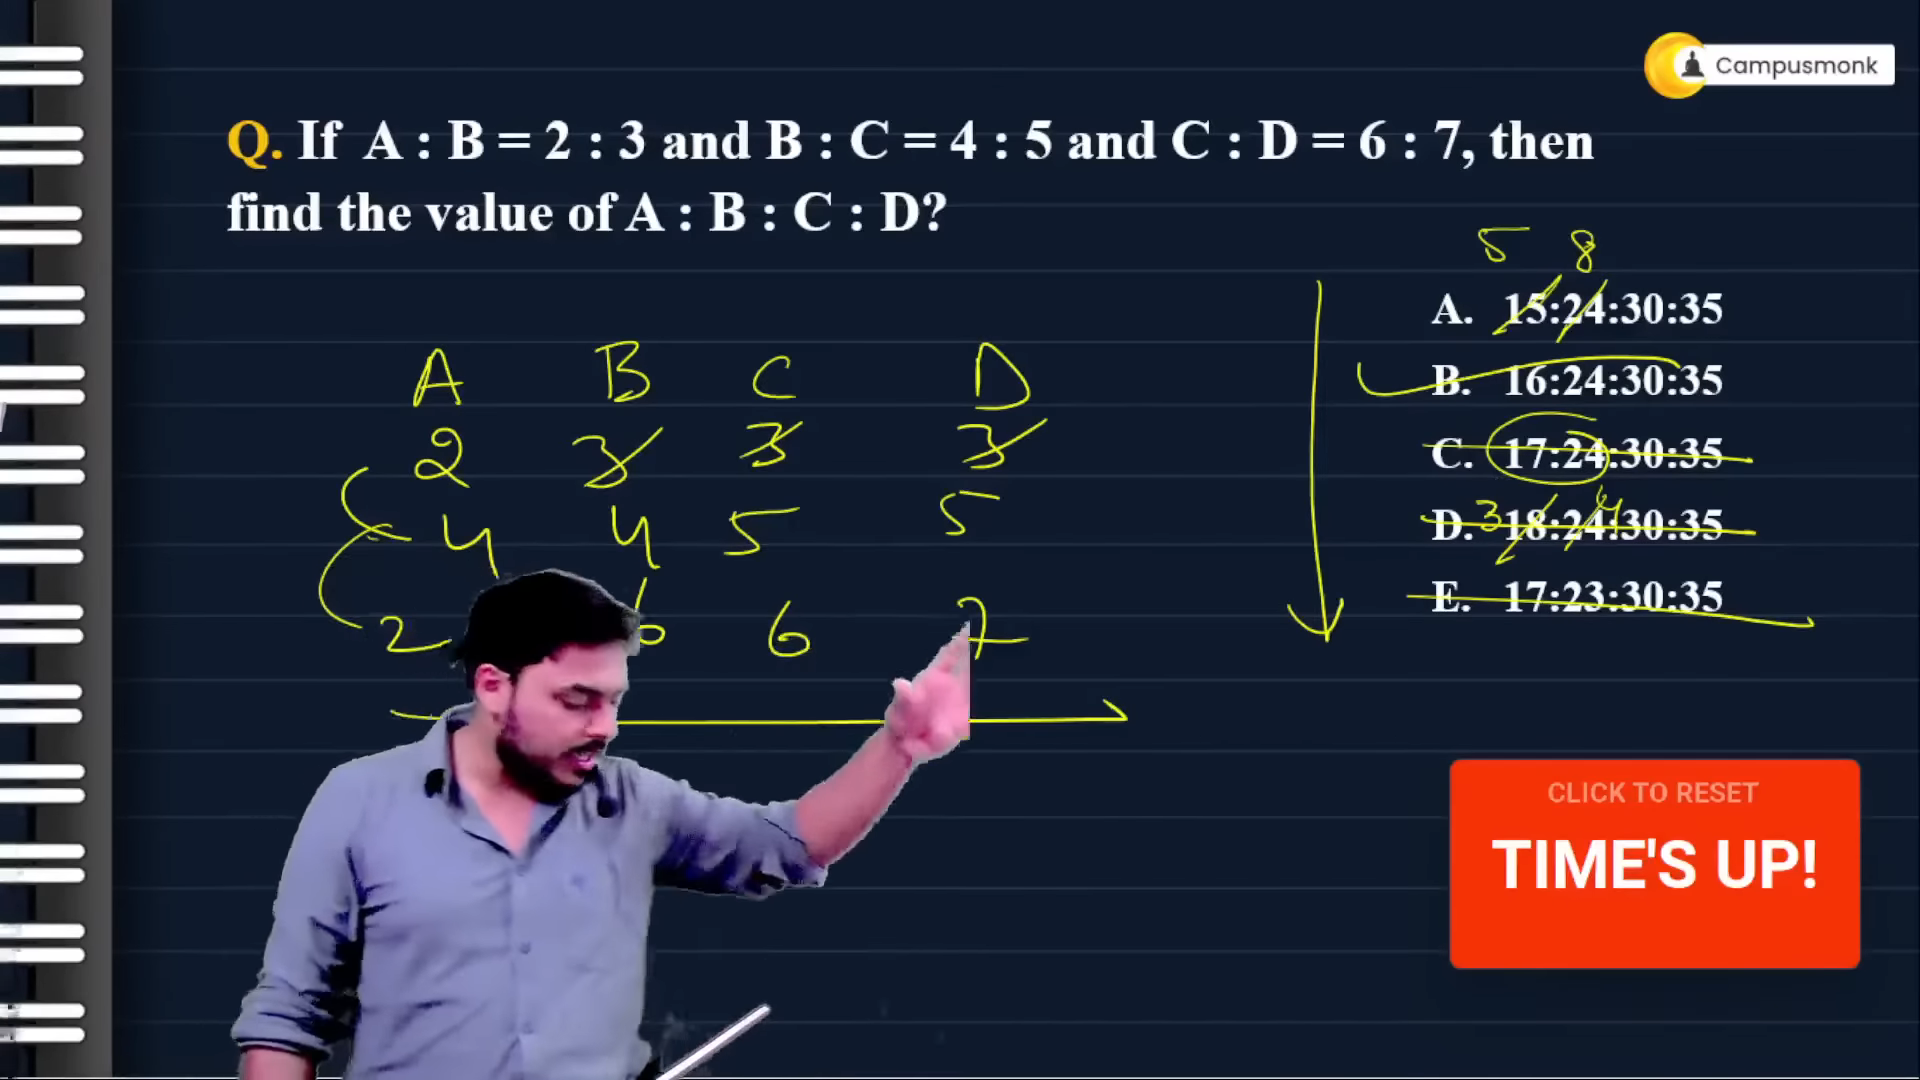 Campusmonk
Q. If A : B = 2 : 3 and B : C = 4 : 5 and C : D = 6 : 7, then
find the value of A : B : C : D?
5 8
A. 15:24:30:35
B. 16:24:30:35
C. 17:24:30:35
3 4
D. 18:24:30:35
E. 17:23:30:35
A B C D
2 3 3 3
4 4 5 5
2 6 6 7
CLICK TO RESET
TIME'S UP!